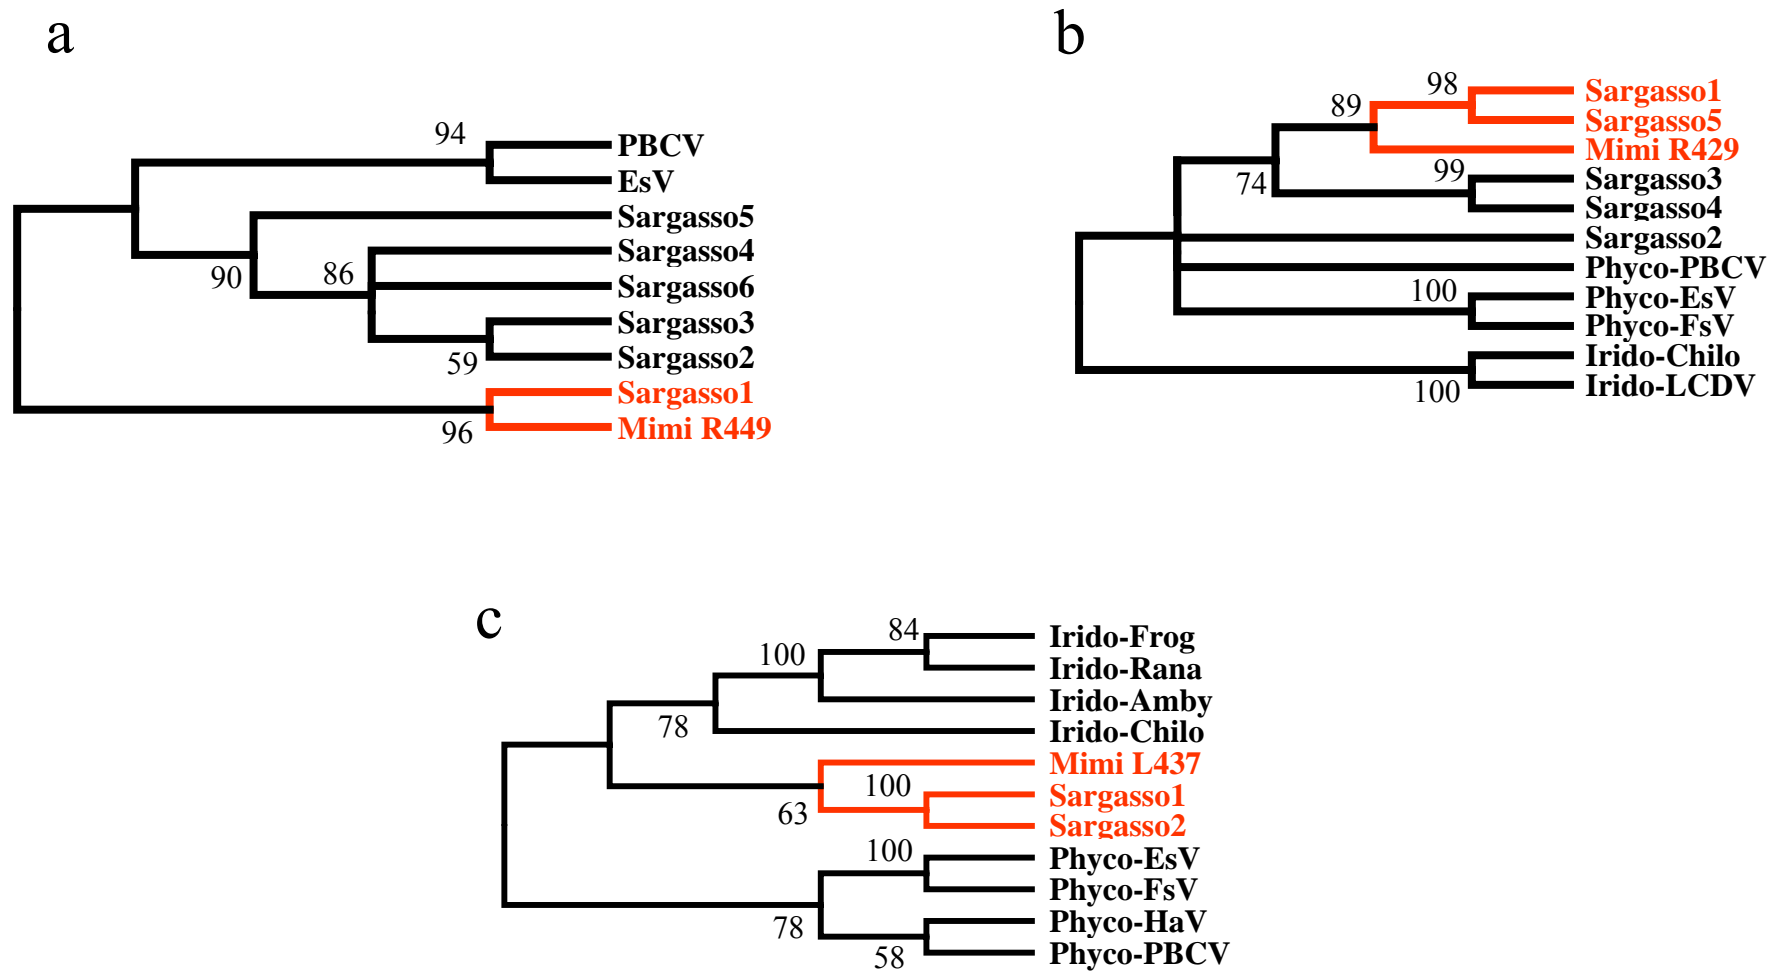 a
94
PBCV
EsV
Sargasso5
90
86
Sargasso4
Sargasso6
Sargasso3
59
Sargasso2
Sargasso1
96
Mimi R449
b
98
Sargasso1
89
Sargasso5
Mimi R429
99
Sargasso3
74
Sargasso4
Sargasso2
Phyco-PBCV
100
Phyco-EsV
Phyco-FsV
Irido-Chilo
100
Irido-LCDV
c
84
Irido-Frog
100
Irido-Rana
Irido-Amby
78
Irido-Chilo
Mimi L437
100
Sargasso1
63
Sargasso2
100
Phyco-EsV
Phyco-FsV
78
Phyco-HaV
58
Phyco-PBCV